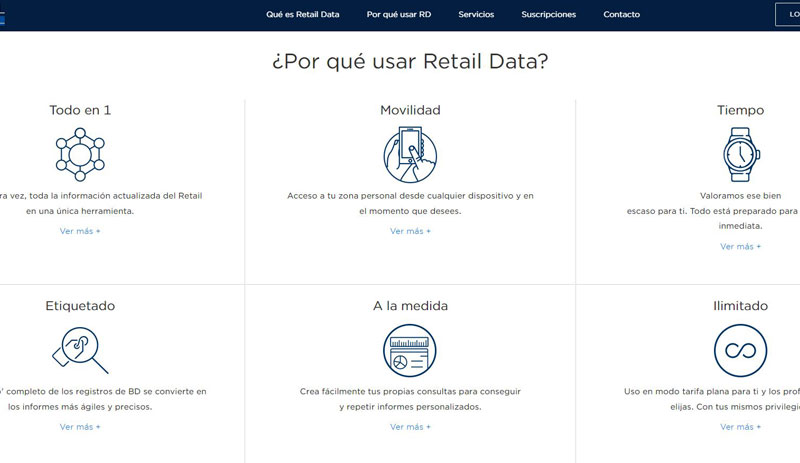 Qué es Retail Data
Por qué usar RD
Servicios
Suscripciones
Contacto
LO
¿Por qué usar Retail Data?
Todo en 1
vez, toda la información actualizada del Retail
en una única herramienta.
Ver más +
Movilidad
Acceso a tu zona personal desde cualquier dispositivo y en
el momento que desees.
Ver más +
Tiempo
Valoramos ese bien
escaso para ti. Todo está preparado para
inmediata.
Ver más +
Etiquetado
completo de los registros de BD se convierte en
los informes más ágiles y precisos.
Ver más +
A la medida
Crea fácilmente tus propias consultas para conseguir
y repetir informes personalizados.
Ver más +
Ilimitado
Uso en modo tarifa plana para ti y los
elijas. Con tus mismos
Ver más +